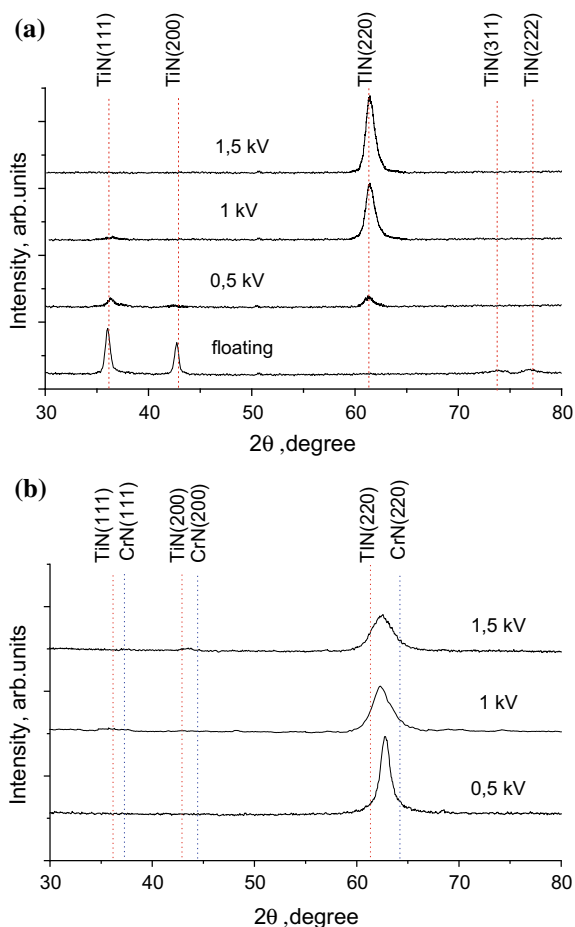 (a)
TiN(111)
TiN(200)
TiN(220)
TiN(311)
TiN(222)
1,5 kV
1 kV
0,5 kV
floating
Intensity, arb.units
30 40 50 60 70 80
2θ ,degree
(b)
TiN(111)
CrN(111)
TiN(200)
CrN(200)
TiN(220)
CrN(220)
1,5 kV
1 kV
0,5 kV
Intensity, arb.units
30 40 50 60 70 80
2θ ,degree